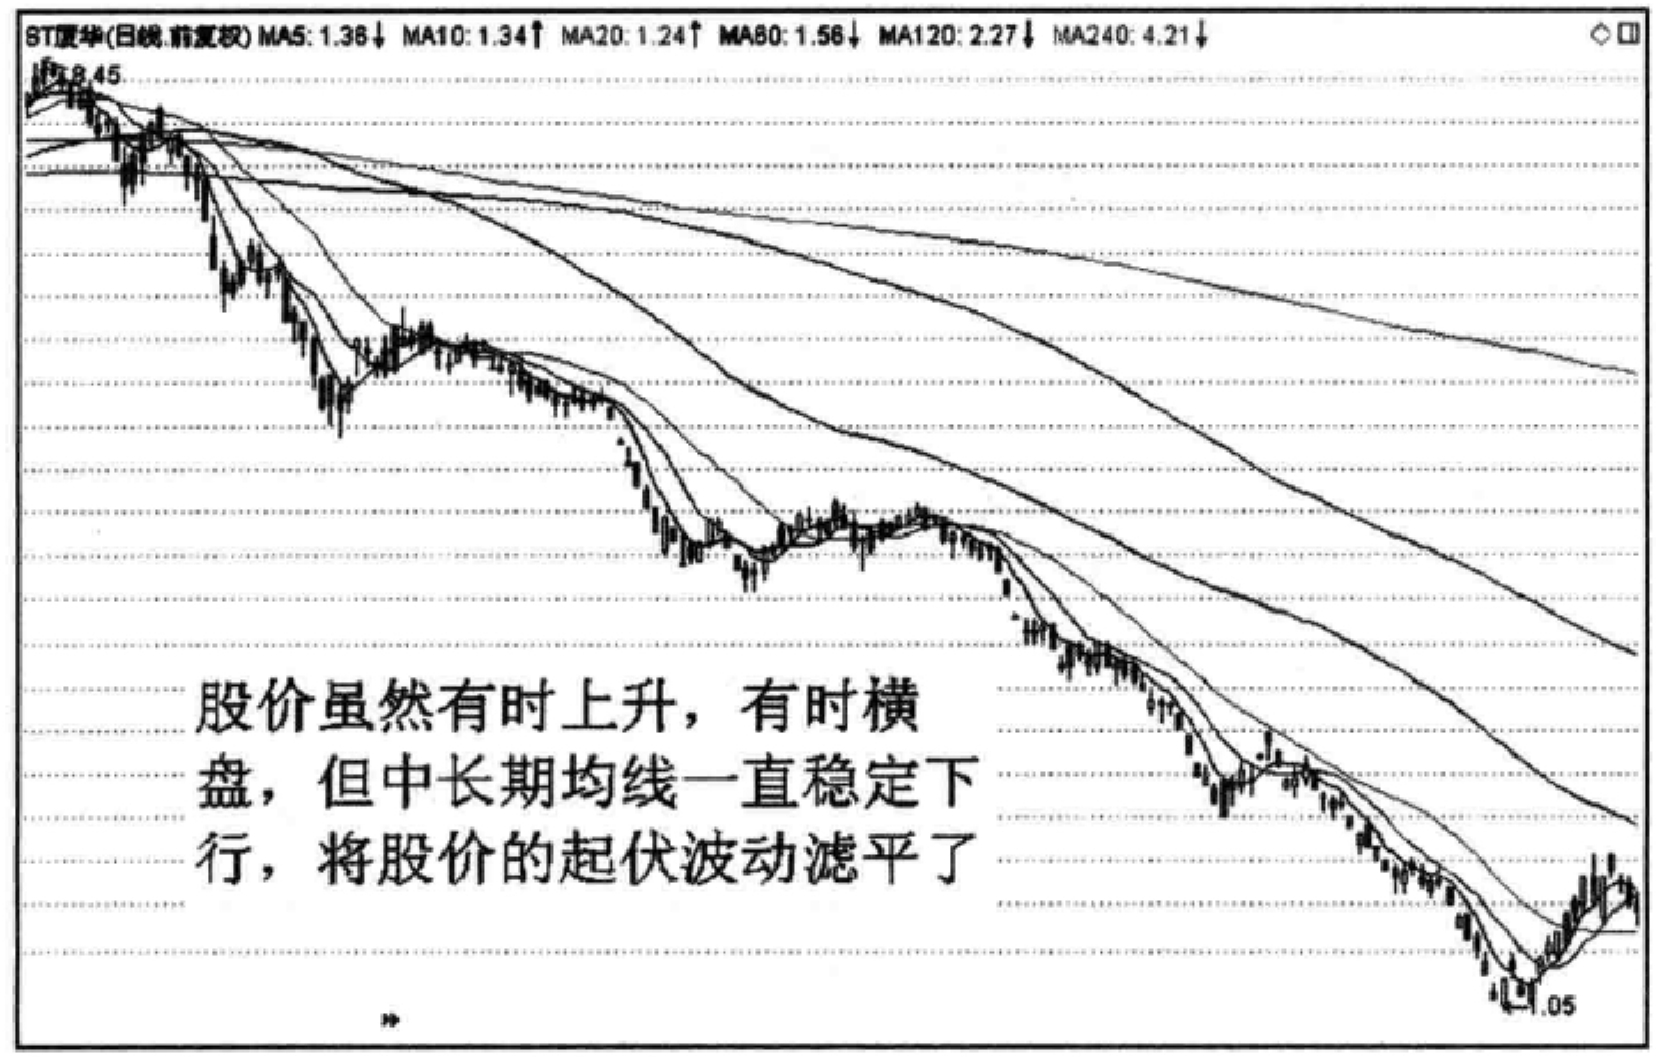 ST厦华(日线.前复权) MA5: 1.36↓ MA10: 1.34↑ MA20: 1.24↑ MA60: 1.56↓ MA120: 2.27↓ MA240: 4.21↓
8.45
股价虽然有时上升，有时横
盘，但中长期均线一直稳定下
行，将股价的起伏波动滤平了
1.05